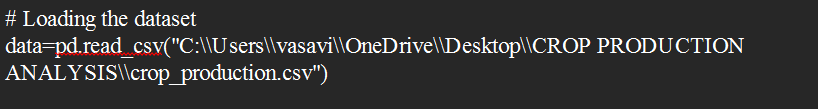 # Loading the dataset
data=pd.read_csv("C:\\Users\\vasavi\\OneDrive\\Desktop\\CROP PRODUCTION
ANALYSIS\\crop_production.csv")